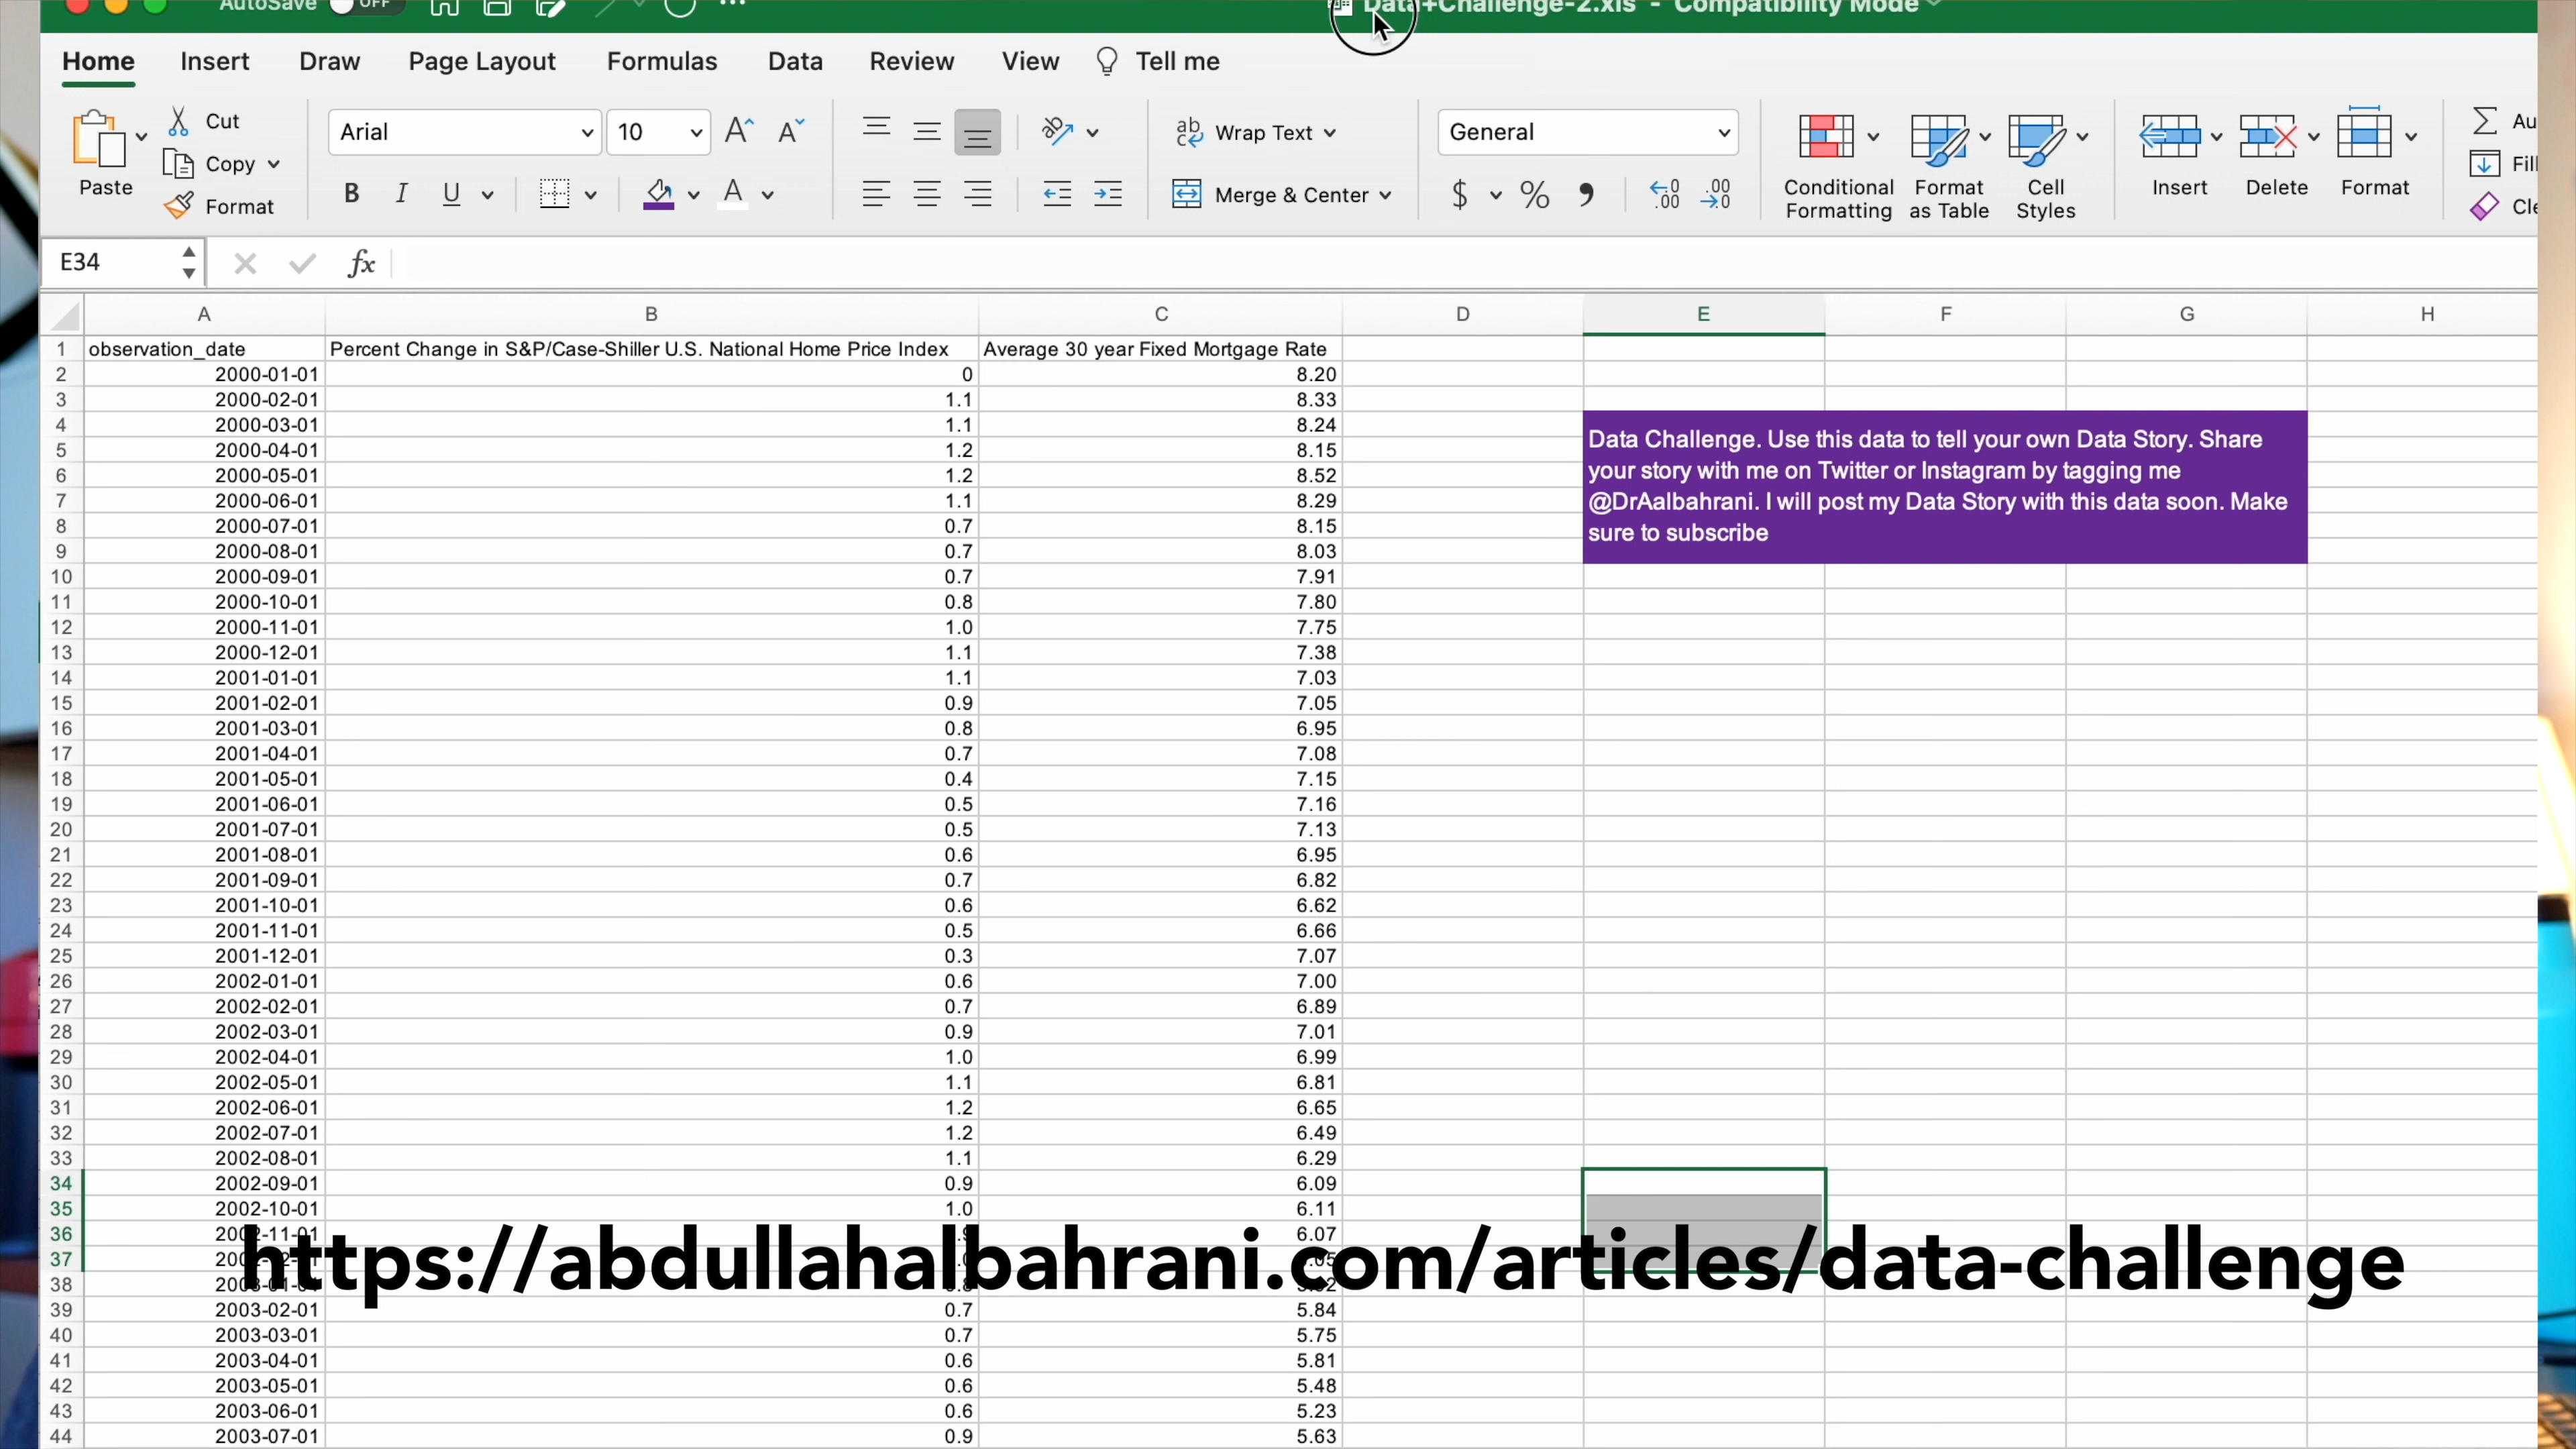 AutoSave OFF Data+Challenge-2.xls - Compatibility Mode
Home Insert Draw Page Layout Formulas Data Review View Tell me
Paste Cut Copy Format
Arial 10
B I U A
Wrap Text
Merge & Center
General
$ %
Conditional Formatting Format as Table Cell Styles
Insert Delete Format
E34 fx
A B C D E F G H
1 observation_date Percent Change in S&P/Case-Shiller U.S. National Home Price Index Average 30 year Fixed Mortgage Rate
2 2000-01-01 0 8.20
3 2000-02-01 1.1 8.33
4 2000-03-01 1.1 8.24
5 2000-04-01 1.2 8.15
6 2000-05-01 1.2 8.52
7 2000-06-01 1.1 8.29
8 2000-07-01 0.7 8.15
9 2000-08-01 0.7 8.03
10 2000-09-01 0.7 7.91
11 2000-10-01 0.8 7.80
12 2000-11-01 1.0 7.75
13 2000-12-01 1.1 7.38
14 2001-01-01 1.1 7.03
15 2001-02-01 0.9 7.05
16 2001-03-01 0.8 6.95
17 2001-04-01 0.7 7.08
18 2001-05-01 0.4 7.15
19 2001-06-01 0.5 7.16
20 2001-07-01 0.5 7.13
21 2001-08-01 0.6 6.95
22 2001-09-01 0.7 6.82
23 2001-10-01 0.6 6.62
24 2001-11-01 0.5 6.66
25 2001-12-01 0.3 7.07
26 2002-01-01 0.6 7.00
27 2002-02-01 0.7 6.89
28 2002-03-01 0.9 7.01
29 2002-04-01 1.0 6.99
30 2002-05-01 1.1 6.81
31 2002-06-01 1.2 6.65
32 2002-07-01 1.2 6.49
33 2002-08-01 1.1 6.29
34 2002-09-01 0.9 6.09
35 2002-10-01 1.0 6.11
36 2002-11-01 6.07
37
38
39 2003-02-01 0.7 5.84
40 2003-03-01 0.7 5.75
41 2003-04-01 0.6 5.81
42 2003-05-01 0.6 5.48
43 2003-06-01 0.6 5.23
44 2003-07-01 0.9 5.63
Data Challenge. Use this data to tell your own Data Story. Share
your story with me on Twitter or Instagram by tagging me
@DrAalbahrani. I will post my Data Story with this data soon. Make
sure to subscribe
https://abdullahalbahrani.com/articles/data-challenge